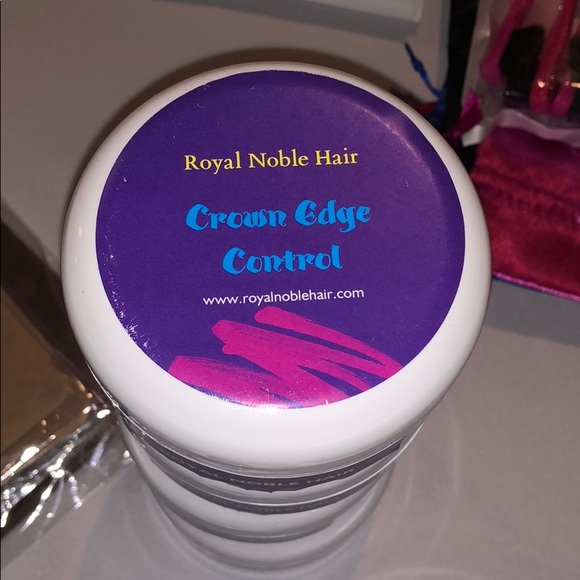 Royal Noble Hair
Crown Edge
Control
www.royalnoblehair.com
ROYAL NOBLE HAIR